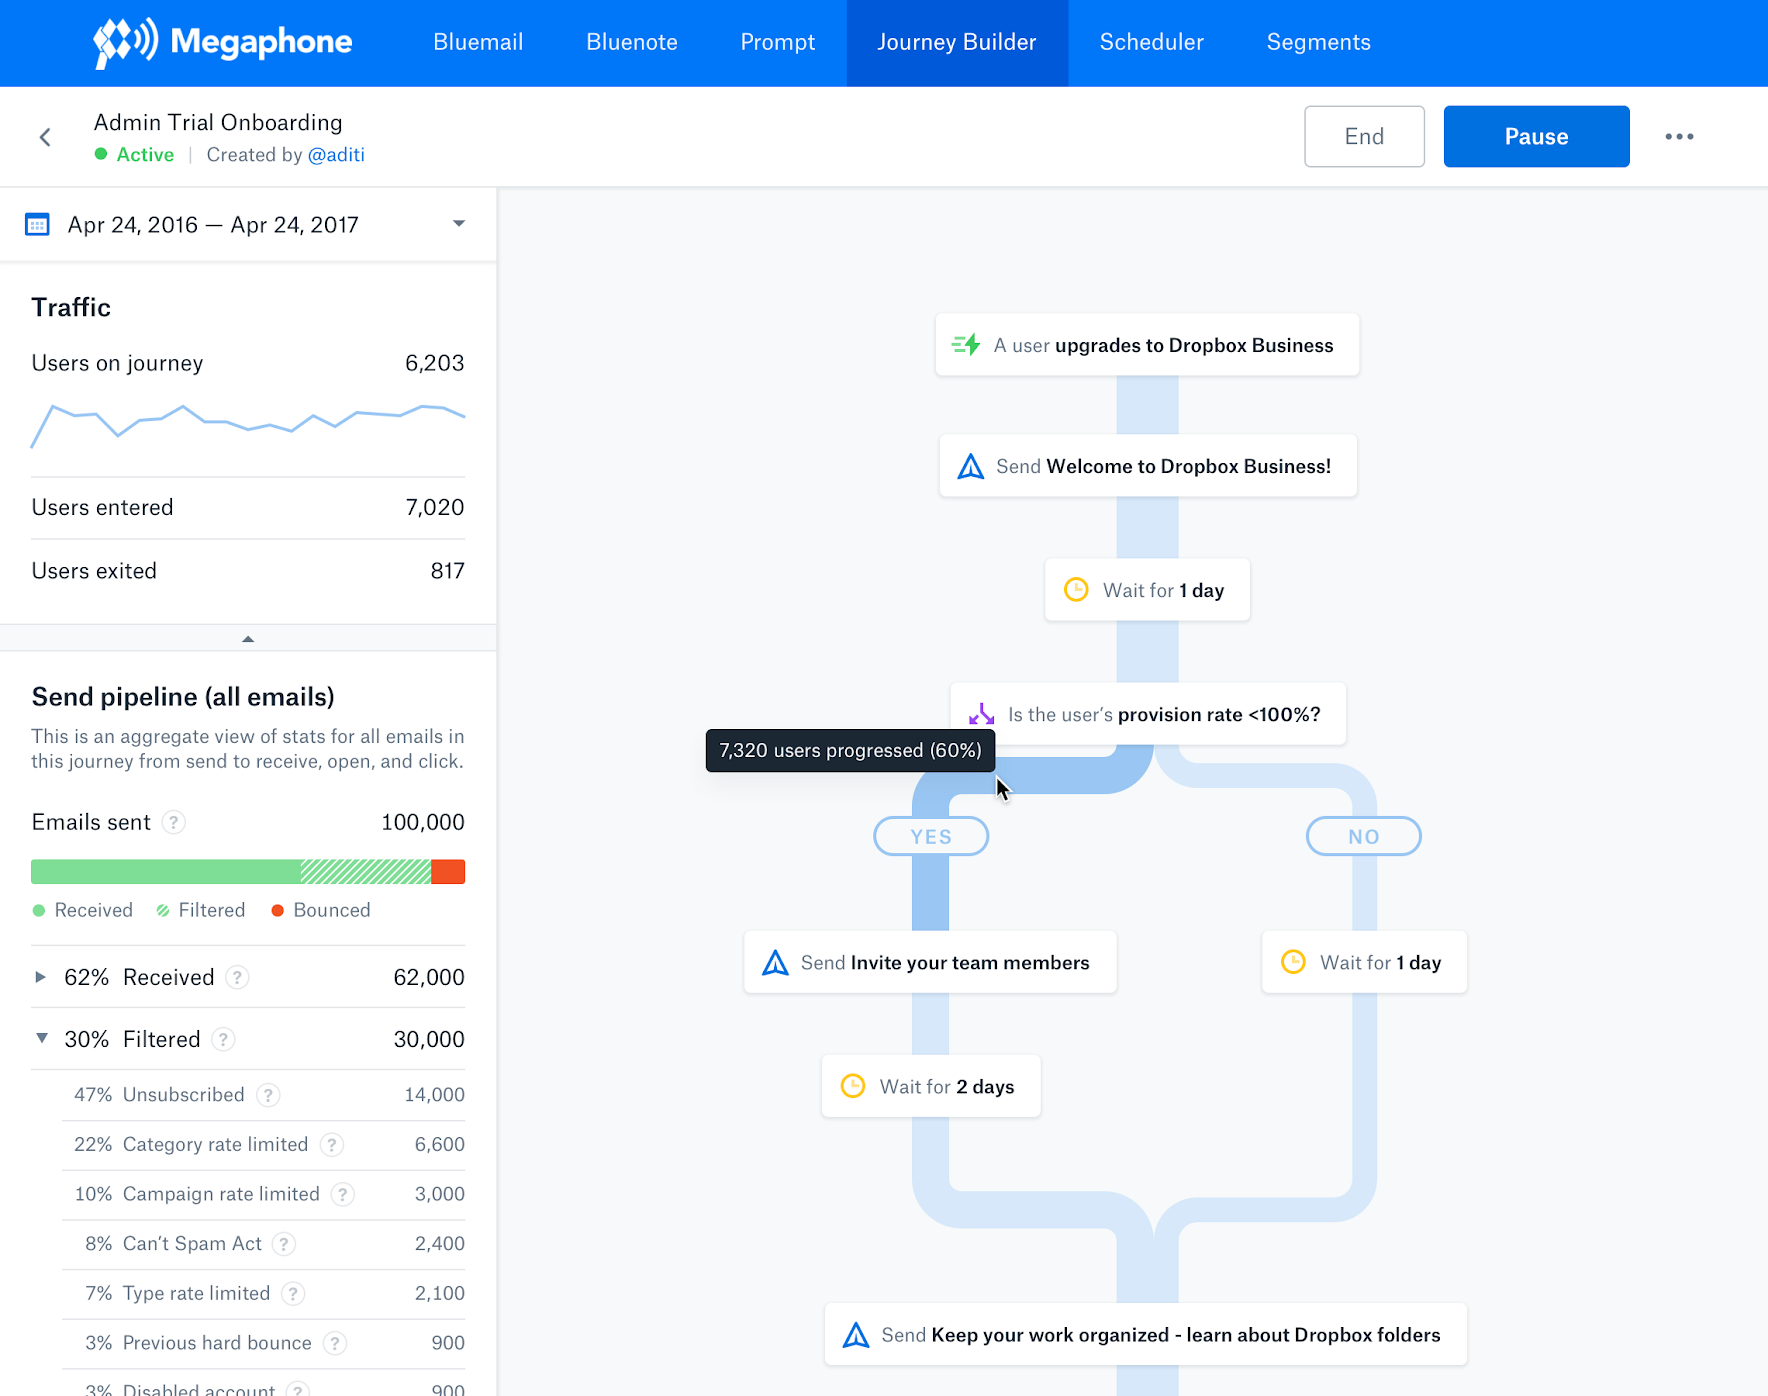 Megaphone
Bluemail
Bluenote
Prompt
Journey Builder
Scheduler
Segments
Admin Trial Onboarding
Active | Created by @aditi
End
Pause
Apr 24, 2016 — Apr 24, 2017
Traffic
Users on journey 6,203
Users entered 7,020
Users exited 817
Send pipeline (all emails)
This is an aggregate view of stats for all emails in
this journey from send to receive, open, and click.
Emails sent ? 100,000
Received Filtered Bounced
62% Received ? 62,000
30% Filtered ? 30,000
47% Unsubscribed ? 14,000
22% Category rate limited ? 6,600
10% Campaign rate limited ? 3,000
8% Can't Spam Act ? 2,400
7% Type rate limited ? 2,100
3% Previous hard bounce ? 900
3% Disabled account ? 900
A user upgrades to Dropbox Business
Send Welcome to Dropbox Business!
Wait for 1 day
Is the user's provision rate <100%?
7,320 users progressed (60%)
YES
NO
Send Invite your team members
Wait for 1 day
Wait for 2 days
Send Keep your work organized - learn about Dropbox folders